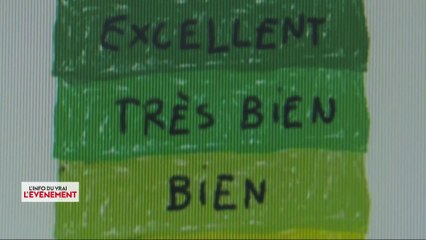 EXCELLENT
TRÈS BIEN
BIEN
L'INFO DU VRAI
L'ÉVÉNEMENT